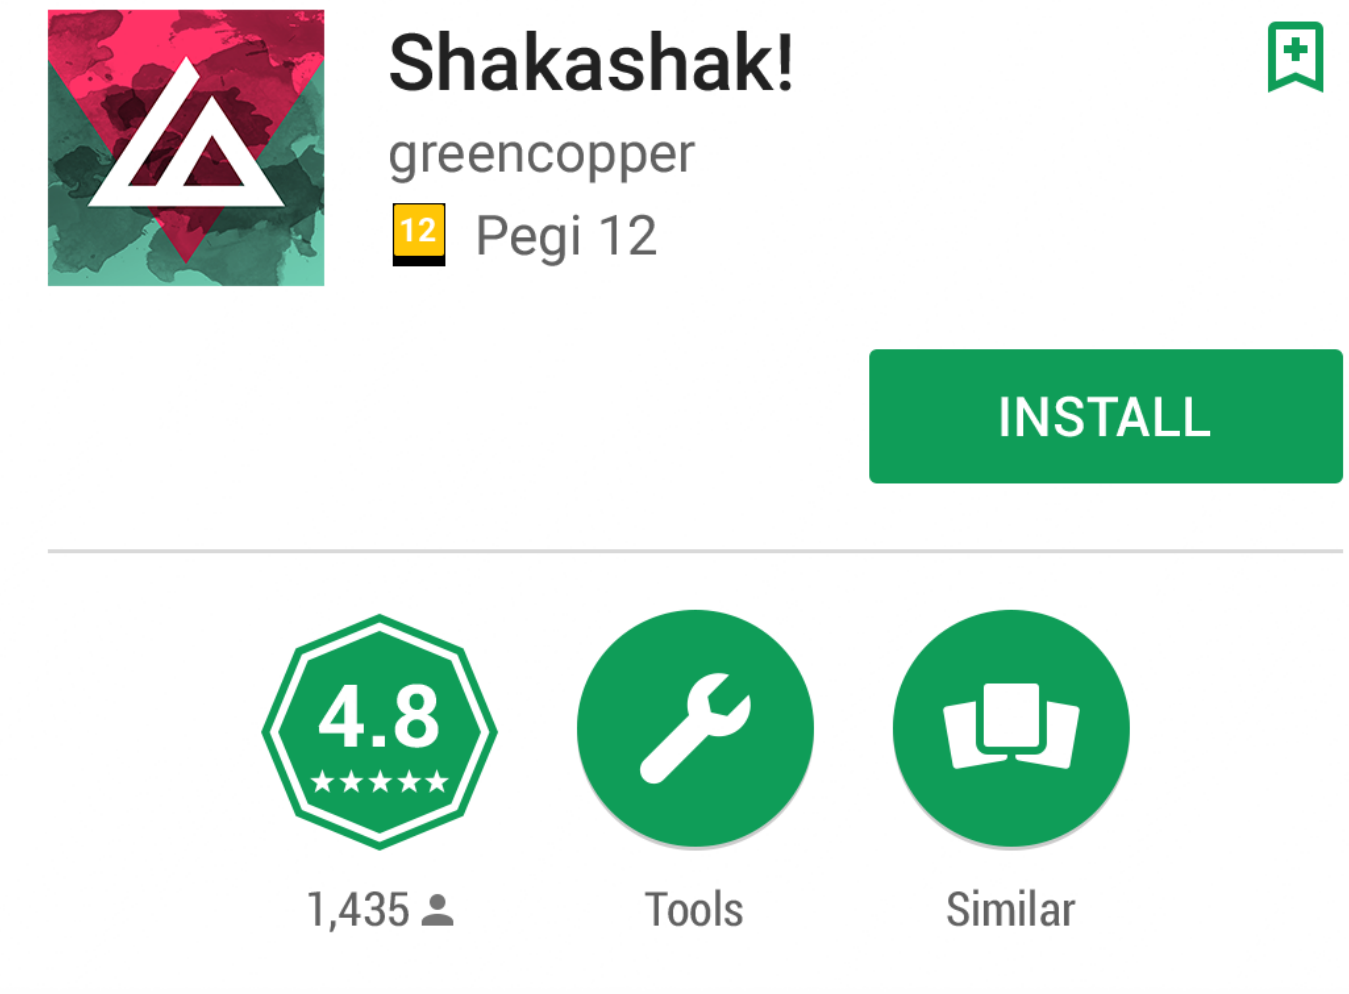 Shakashak!
greencopper
12 Pegi 12
INSTALL
4.8
1,435
Tools
Similar